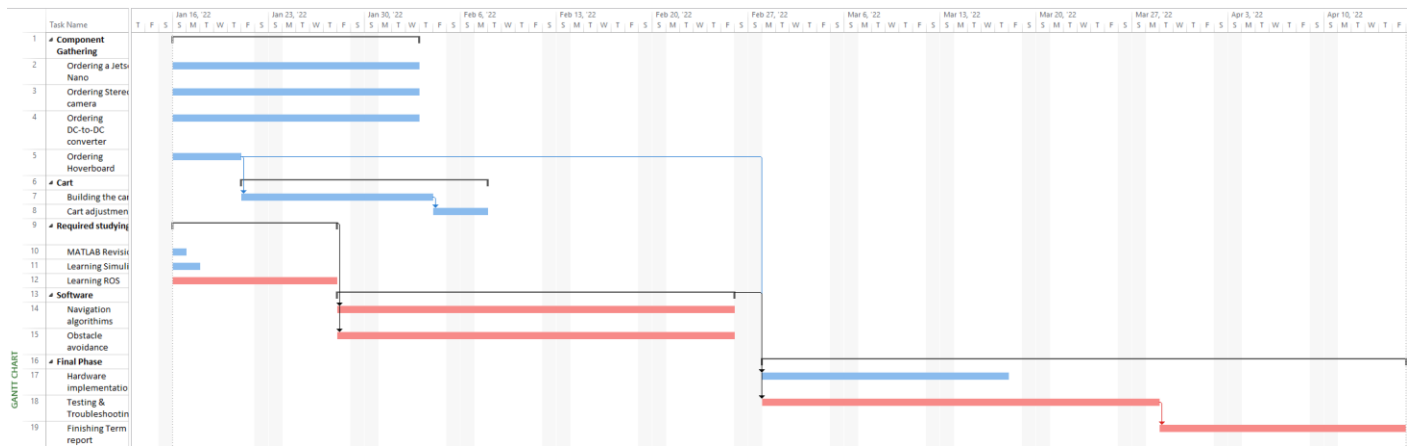 Jan 16, '22 Jan 23, '22 Jan 30, '22 Feb 6, '22 Feb 13, '22 Feb 20, '22 Feb 27, '22 Mar 6, '22 Mar 13, '22 Mar 20, '22 Mar 27, '22 Apr 3, '22 Apr 10, '22
Task Name T F S S M T W T F S S M T W T F S S M T W T F S S M T W T F S S M T W T F S S M T W T F S S M T W T F S S M T W T F S S M T W T F S S M T W T F S S M T W T F S S M T W T F S S M T W T F
1 Component
Gathering
2 Ordering a Jets
Nano
3 Ordering Stere
camera
4 Ordering
DC-to-DC
converter
5 Ordering
Hoverboard
6 Cart
7 Building the car
8 Cart adjustmen
9 Required studying
10 MATLAB Revisi
11 Learning Simuli
12 Learning ROS
13 Software
14 Navigation
algorithims
15 Obstacle
avoidance
16 Final Phase
17 Hardware
implementatio
18 Testing &
Troubleshootin
19 Finishing Term
report
GANTT CHART